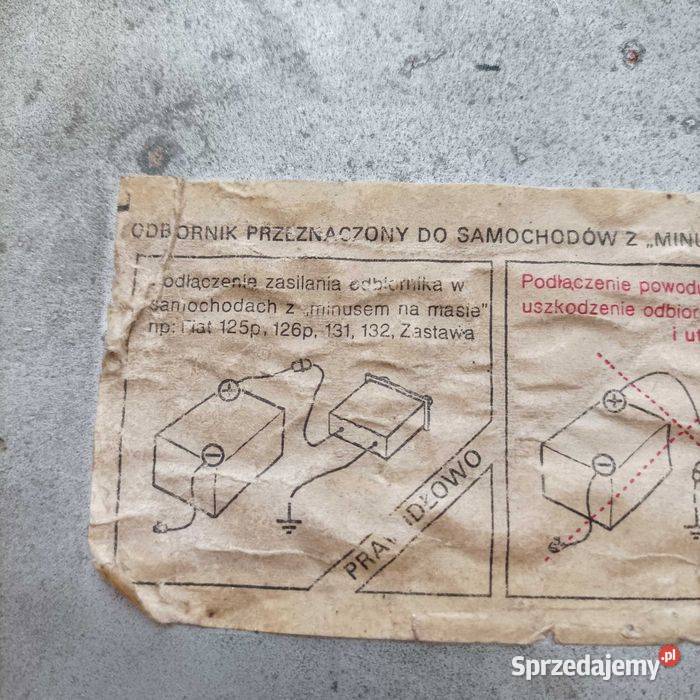 ODBORNIK PRZEZNACZONY DO SAMOCHODÓW Z „MINU
Podłączenie zasilania odbiornika w
samochodach z „minusem na masie"
np: Fiat 125p, 126p, 131, 132, Zastawa
PRAWIDŁOWO
Podłączenie powodu
uszkodzenie odbior
i ut
Sprzedajemy.pl